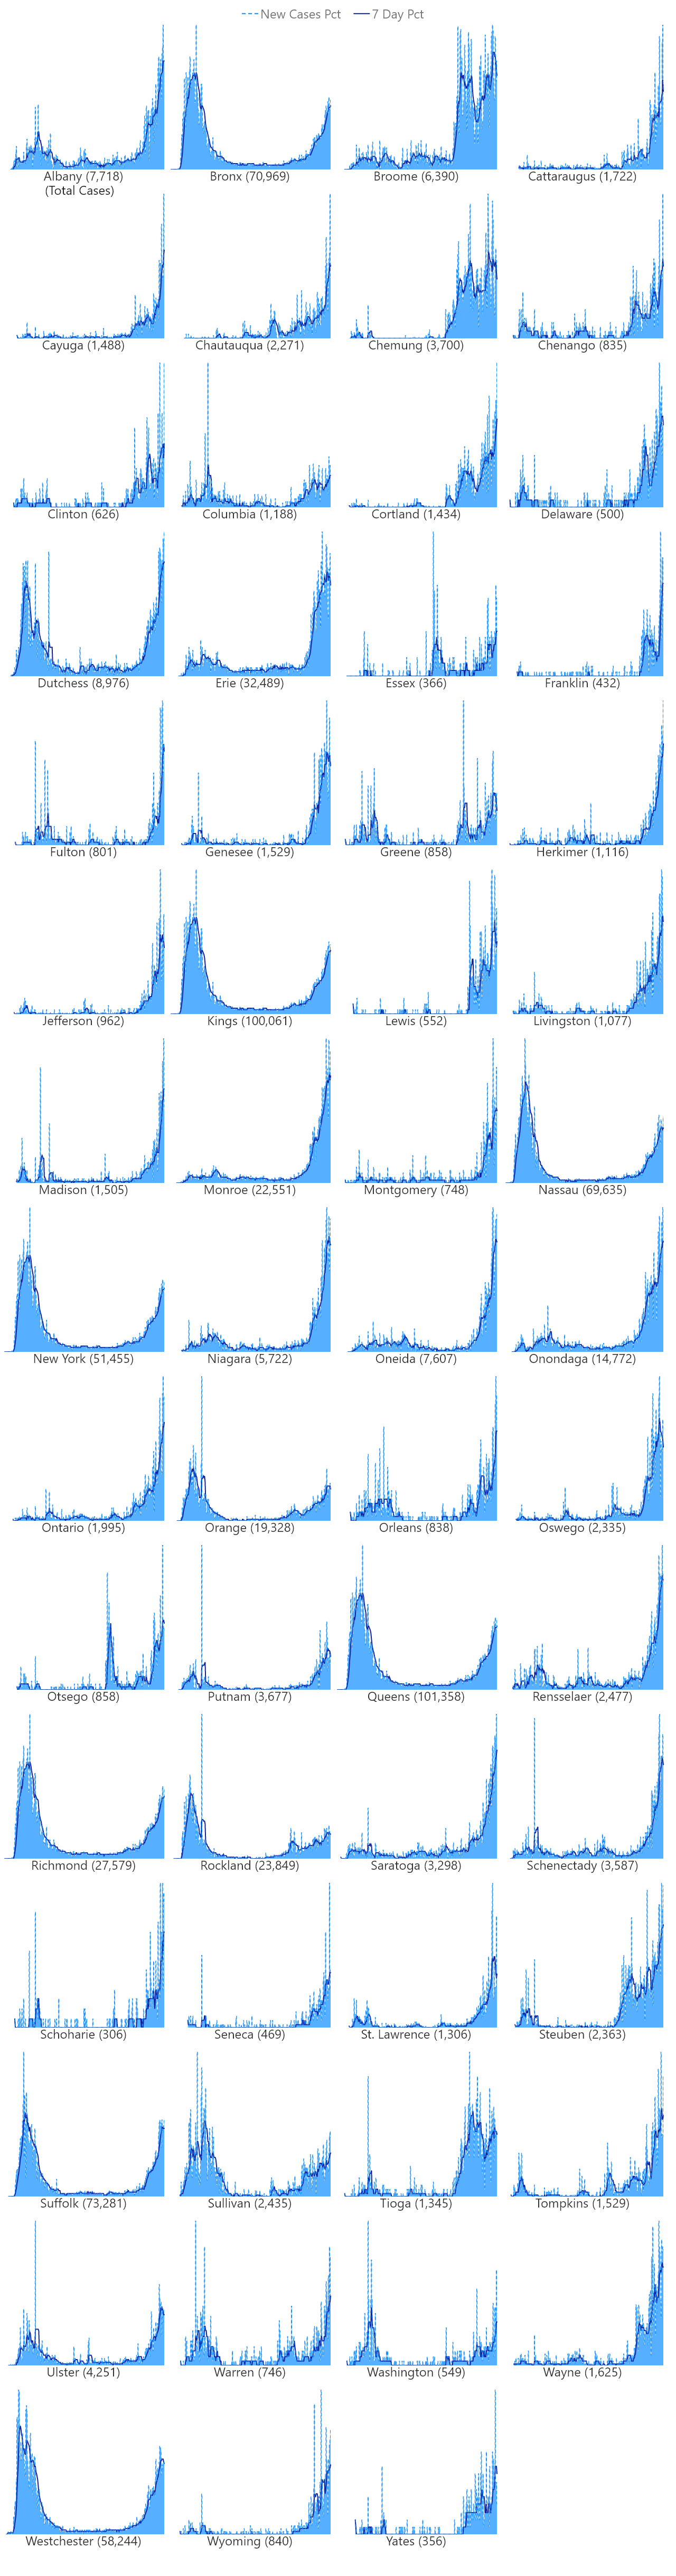 New Cases Pct 7 Day Pct
Albany (7,718) Bronx (70,969) Broome (6,390) Cattaraugus (1,722)
(Total Cases)
Cayuga (1,488) Chautauqua (2,271) Chemung (3,700) Chenango (835)
Clinton (626) Columbia (1,188) Cortland (1,434) Delaware (500)
Dutchess (8,976) Erie (32,489) Essex (366) Franklin (432)
Fulton (801) Genesee (1,529) Greene (858) Herkimer (1,116)
Jefferson (962) Kings (100,061) Lewis (552) Livingston (1,077)
Madison (1,505) Monroe (22,551) Montgomery (748) Nassau (69,635)
New York (51,455) Niagara (5,722) Oneida (7,607) Onondaga (14,772)
Ontario (1,995) Orange (19,328) Orleans (838) Oswego (2,335)
Otsego (858) Putnam (3,677) Queens (101,358) Rensselaer (2,477)
Richmond (27,579) Rockland (23,849) Saratoga (3,298) Schenectady (3,587)
Schoharie (306) Seneca (469) St. Lawrence (1,306) Steuben (2,363)
Suffolk (73,281) Sullivan (2,435) Tioga (1,345) Tompkins (1,529)
Ulster (4,251) Warren (746) Washington (549) Wayne (1,625)
Westchester (58,244) Wyoming (840) Yates (356)